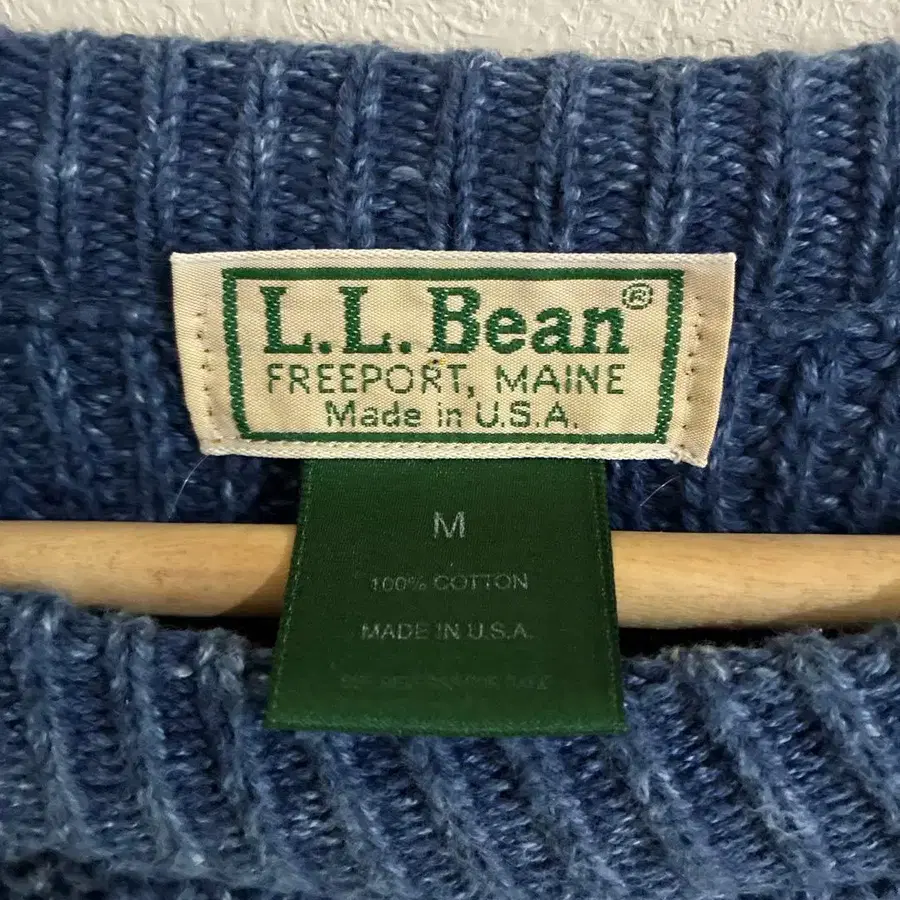 L.L.Bean®
FREEPORT, MAINE
Made in U.S.A.
M
100% COTTON
MADE IN U.S.A.